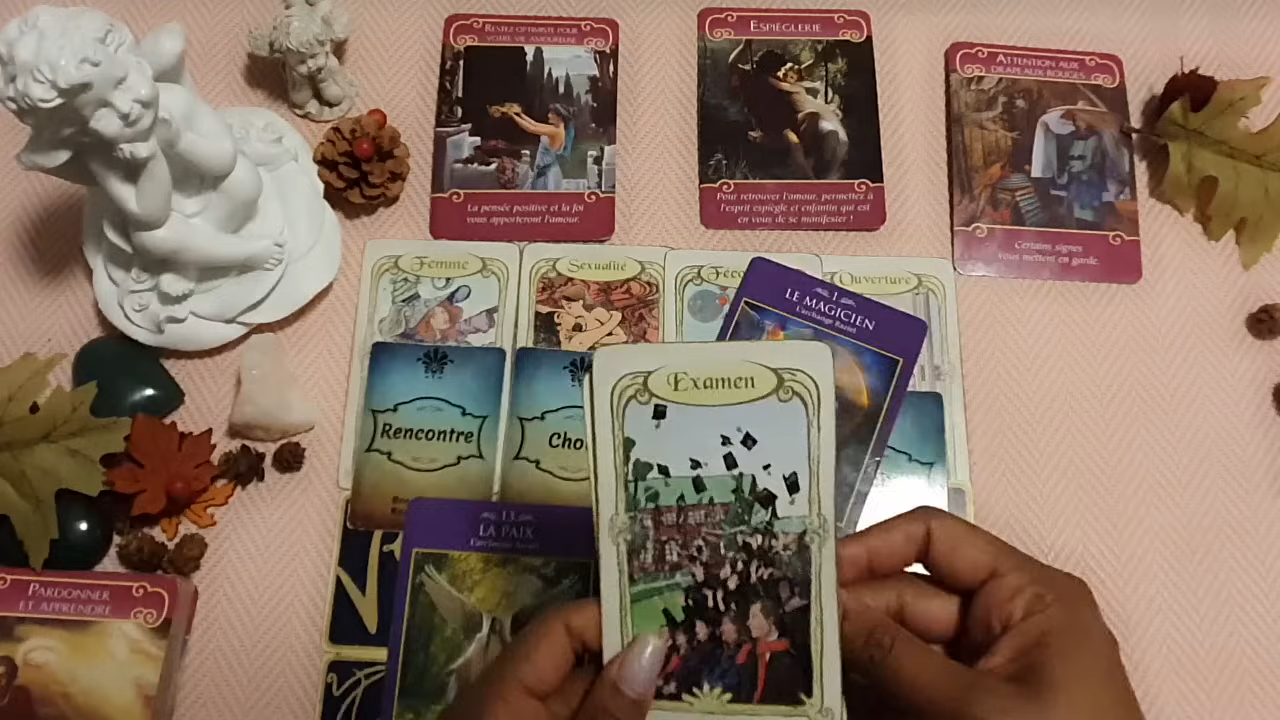 RESTEZ OPTIMISTE POUR
VOTRE VIE AMOUREUSE
La pensée positive et la foi
vous apporteront l'amour.
ESPIÈGLERIE
Pour retrouver l'amour, permettez à
l'esprit espiègle et enfantin qui est
en vous de se manifester !
ATTENTION AUX
DRAPEAUX ROUGES
Certains signes
vous mettent en garde.
Femme
Sexualité
Féco
Ouverture
1
LE MAGICIEN
L'archange Raziel
Rencontre
Cho
Examen
13
LA PAIX
PARDONNER
ET APPRENDRE